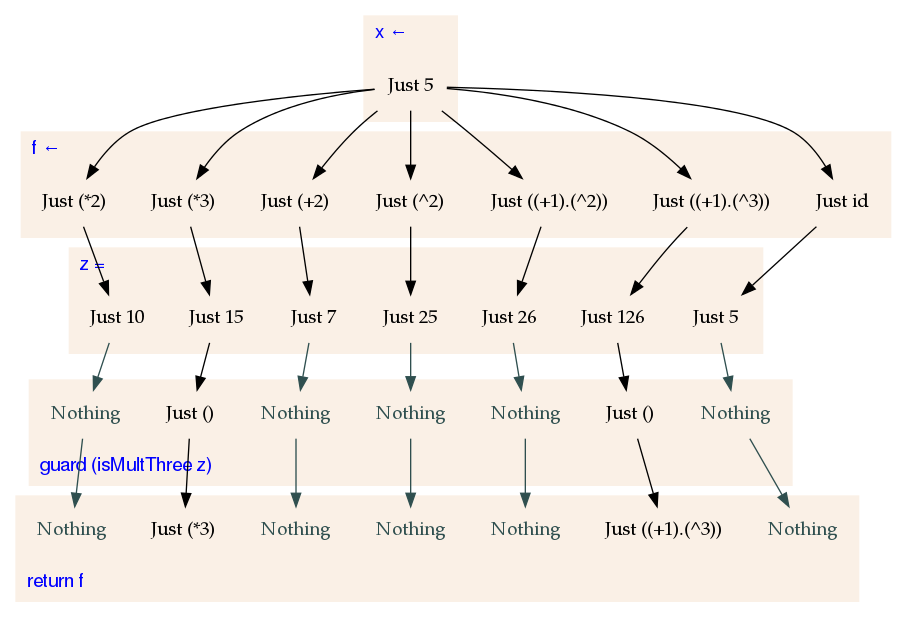 x ←
Just 5
f ←
Just (*2) Just (*3) Just (+2) Just (^2) Just ((+1).(^2)) Just ((+1).(^3)) Just id
z =
Just 10 Just 15 Just 7 Just 25 Just 26 Just 126 Just 5
Nothing Just () Nothing Nothing Nothing Just () Nothing
guard (isMultThree z)
Nothing Just (*3) Nothing Nothing Nothing Just ((+1).(^3)) Nothing
return f